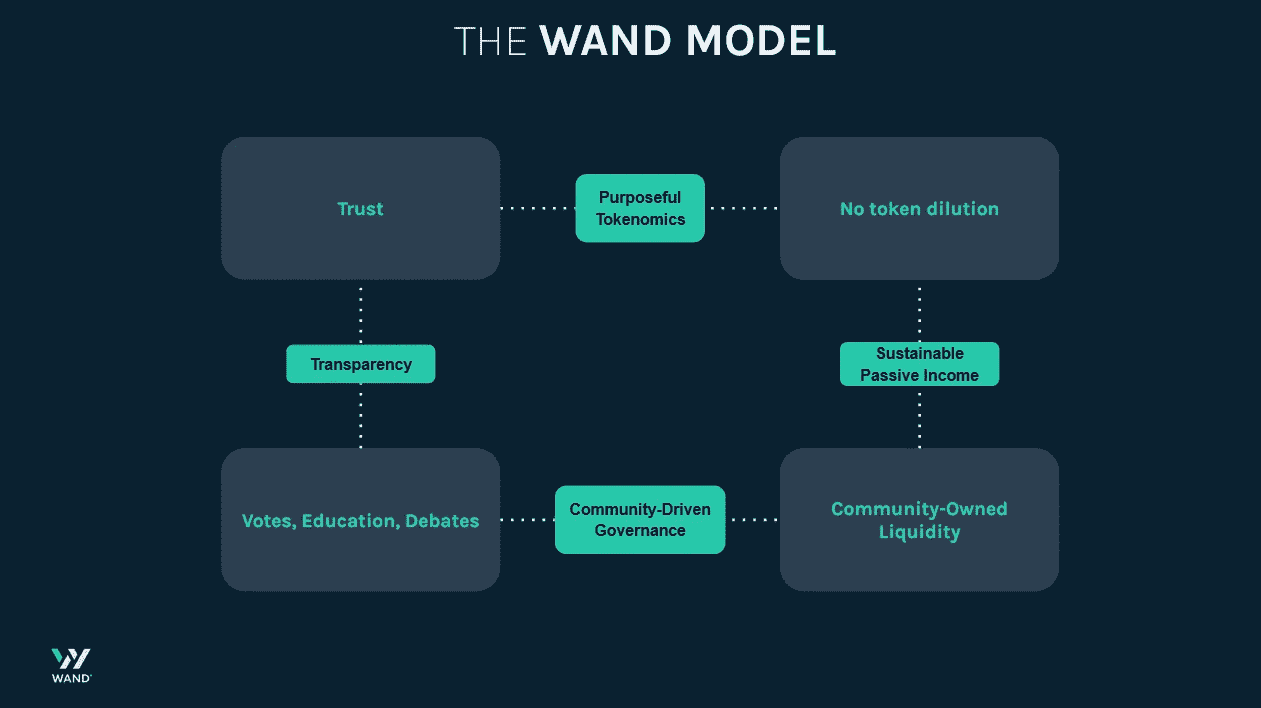 THE WAND MODEL
Trust
Purposeful
Tokenomics
No token dilution
Transparency
Sustainable
Passive Income
Votes, Education, Debates
Community-Driven
Governance
Community-Owned
Liquidity
WAND